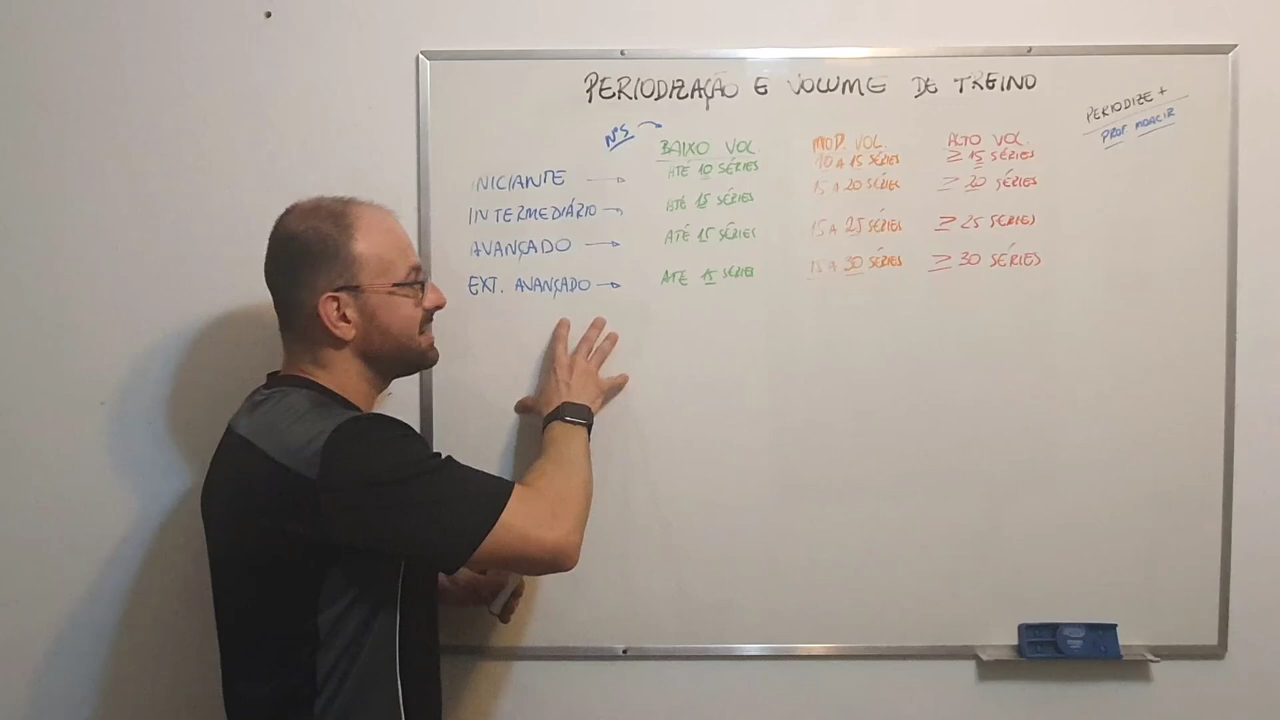 PERIODIZAÇÃO E VOLUME DE TREINO
PERIODIZE +
PROF. MOACIR
NºS
BAIXO VOL. MOD. VOL. ALTO VOL.
INICIANTE ATÉ 10 SÉRIES 10 A 15 SÉRIES ≥ 15 SÉRIES
INTERMEDIÁRIO ATÉ 15 SÉRIES 15 A 20 SÉRIES ≥ 20 SÉRIES
AVANÇADO ATÉ 15 SÉRIES 15 A 25 SÉRIES ≥ 25 SÉRIES
EXT. AVANÇADO ATÉ 15 SÉRIES 15 A 30 SÉRIES ≥ 30 SÉRIES